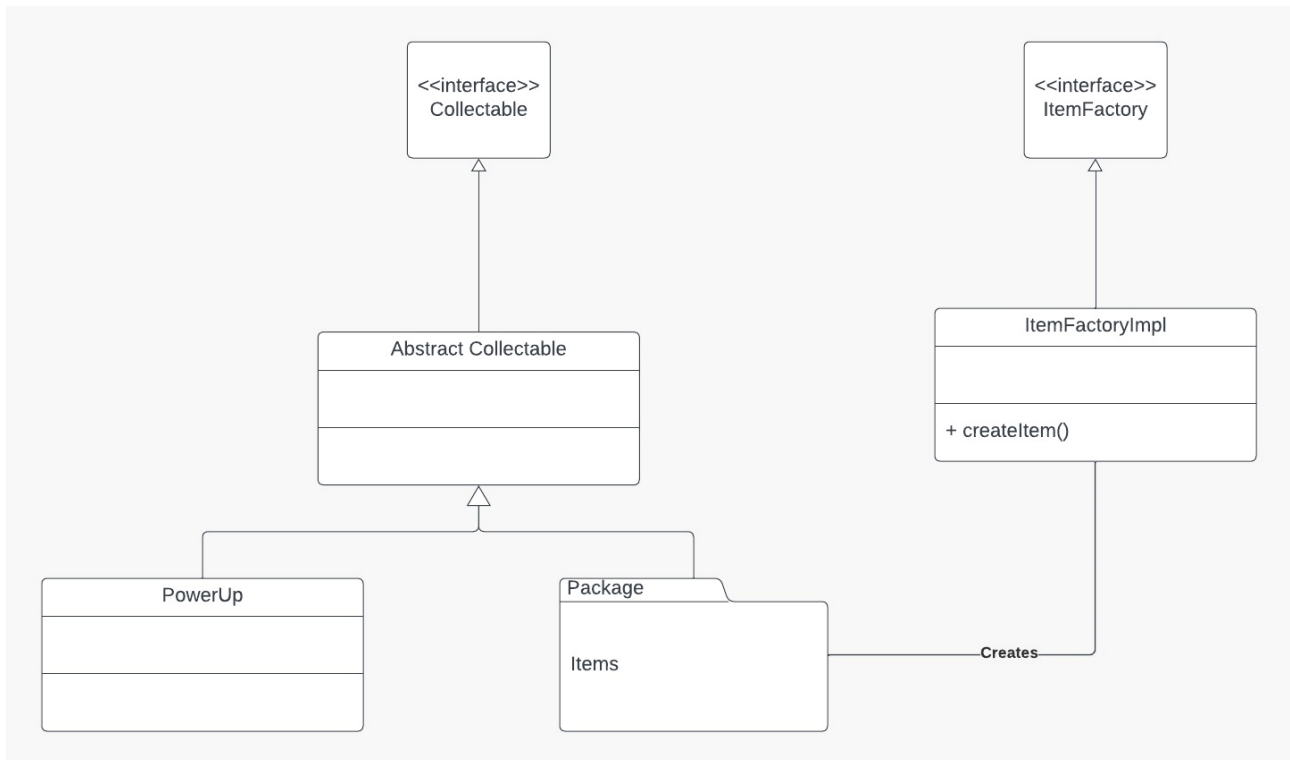 <<interface>>
Collectable
<<interface>>
ItemFactory
Abstract Collectable
ItemFactoryImpl
+ createItem()
PowerUp
Package
Items
Creates